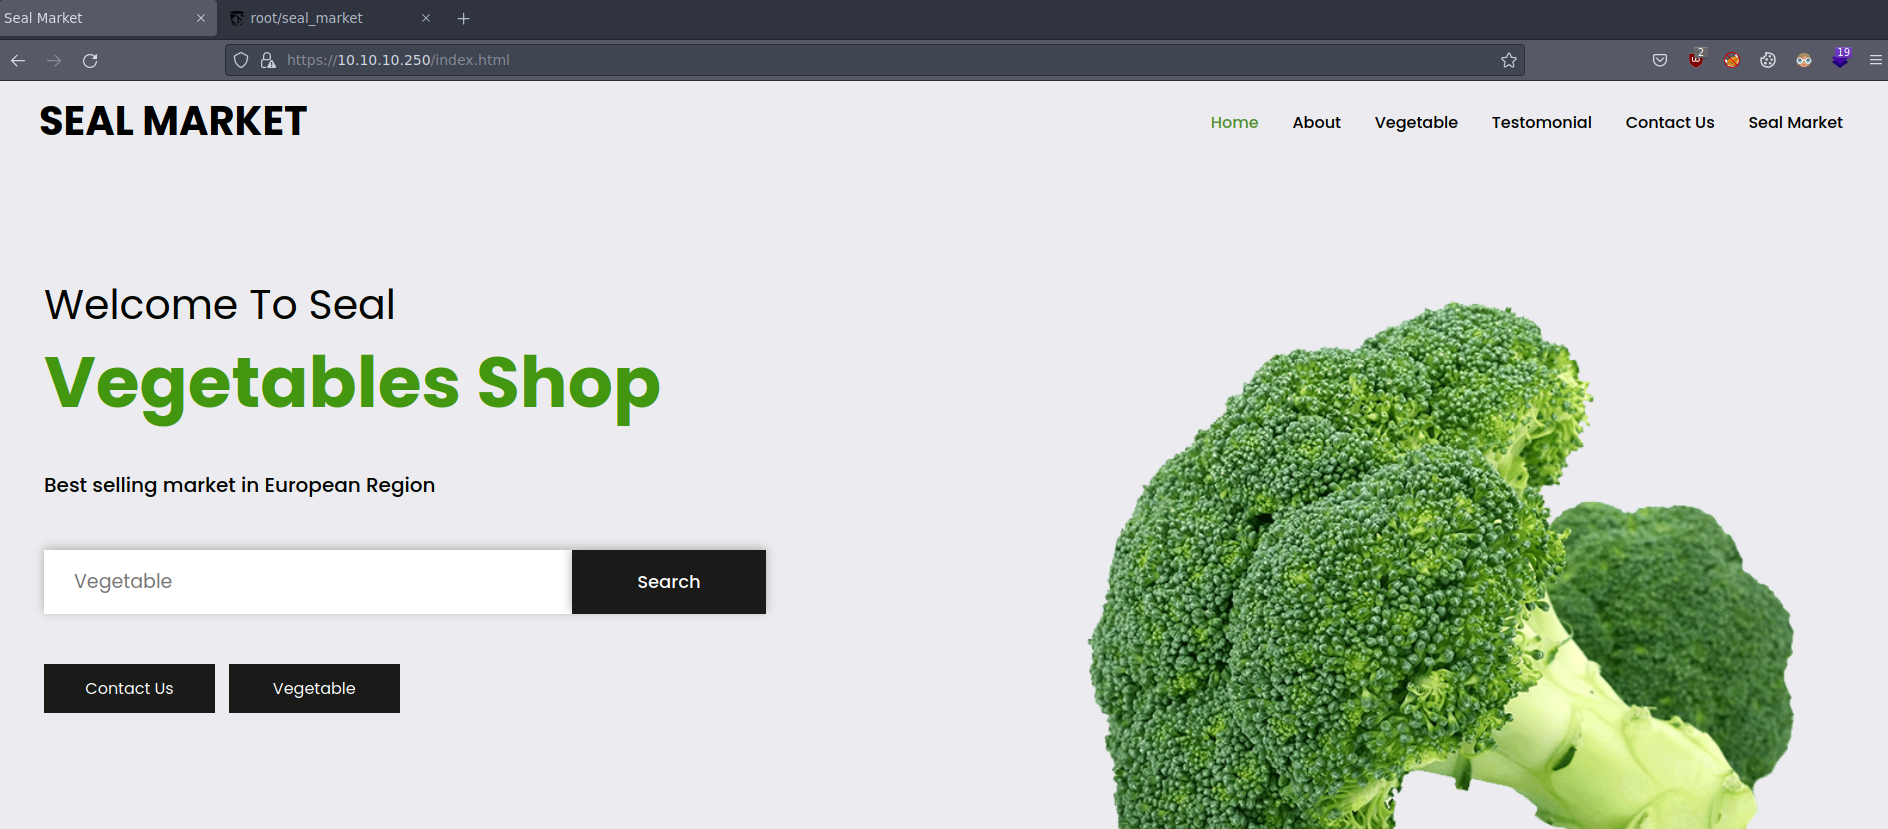 Seal Market
root/seal_market
https://10.10.10.250/index.html
2
19
SEAL MARKET
Home About Vegetable Testomonial Contact Us Seal Market
Welcome To Seal
Vegetables Shop
Best selling market in European Region
Vegetable Search
Contact Us Vegetable